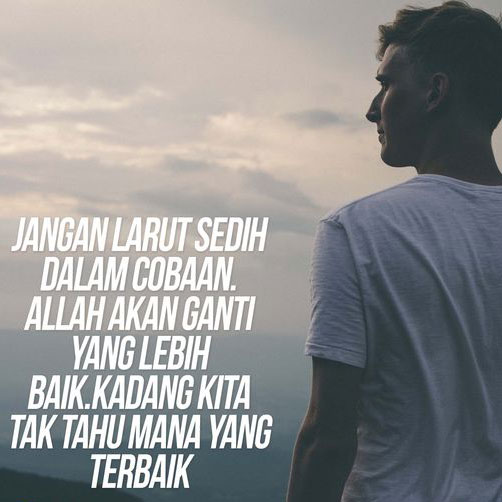 JANGAN LARUT SEDIH
DALAM COBAAN.
ALLAH AKAN GANTI
YANG LEBIH
BAIK.KADANG KITA
TAK TAHU MANA YANG
TERBAIK